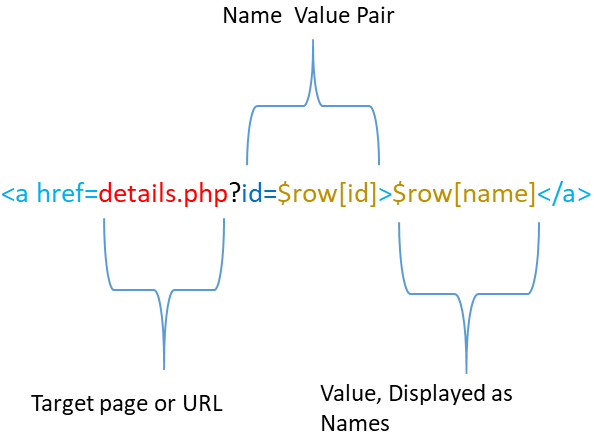 Name  Value Pair
<a href=details.php?id=$row[id]>$row[name]</a>
Target page or URL
Value, Displayed as
Names